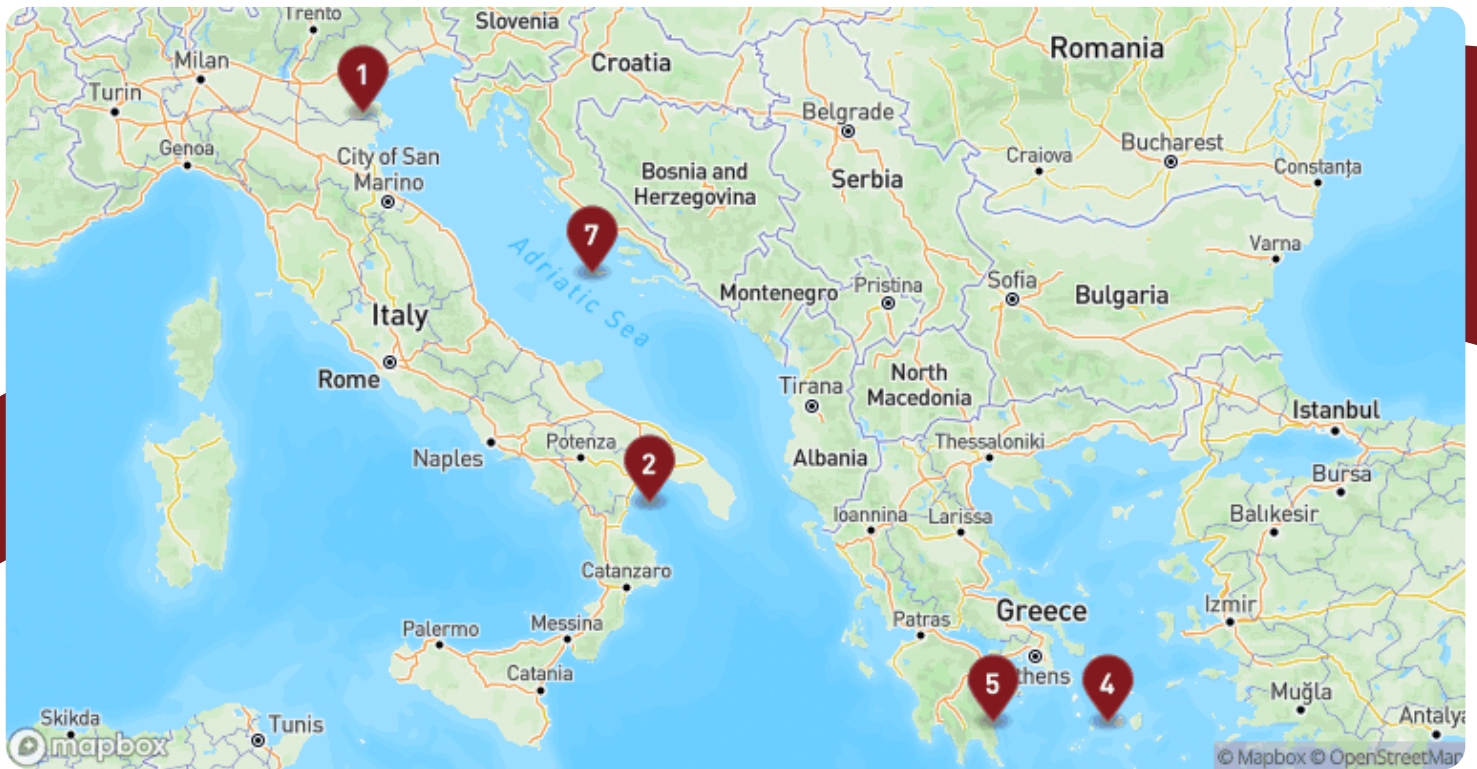 Trento
Slovenia
Milan
Croatia
Romania
1
Turin
Belgrade
Genoa
City of San
Marino
Craiova
Bucharest
Constanța
Bosnia and
Herzegovina
Serbia
7
Adriatic Sea
Varna
Italy
Montenegro
Pristina
Sofia
Bulgaria
Rome
Tirana
North
Macedonia
Istanbul
Naples
Potenza
2
Albania
Thessaloniki
Bursa
Ioannina
Larissa
Balıkesir
Catanzaro
Greece
Izmir
Palermo
Messina
Patras
Catania
5
thens
4
Muğla
Skikda
Tunis
Antalya
mapbox
© Mapbox © OpenStreetMap